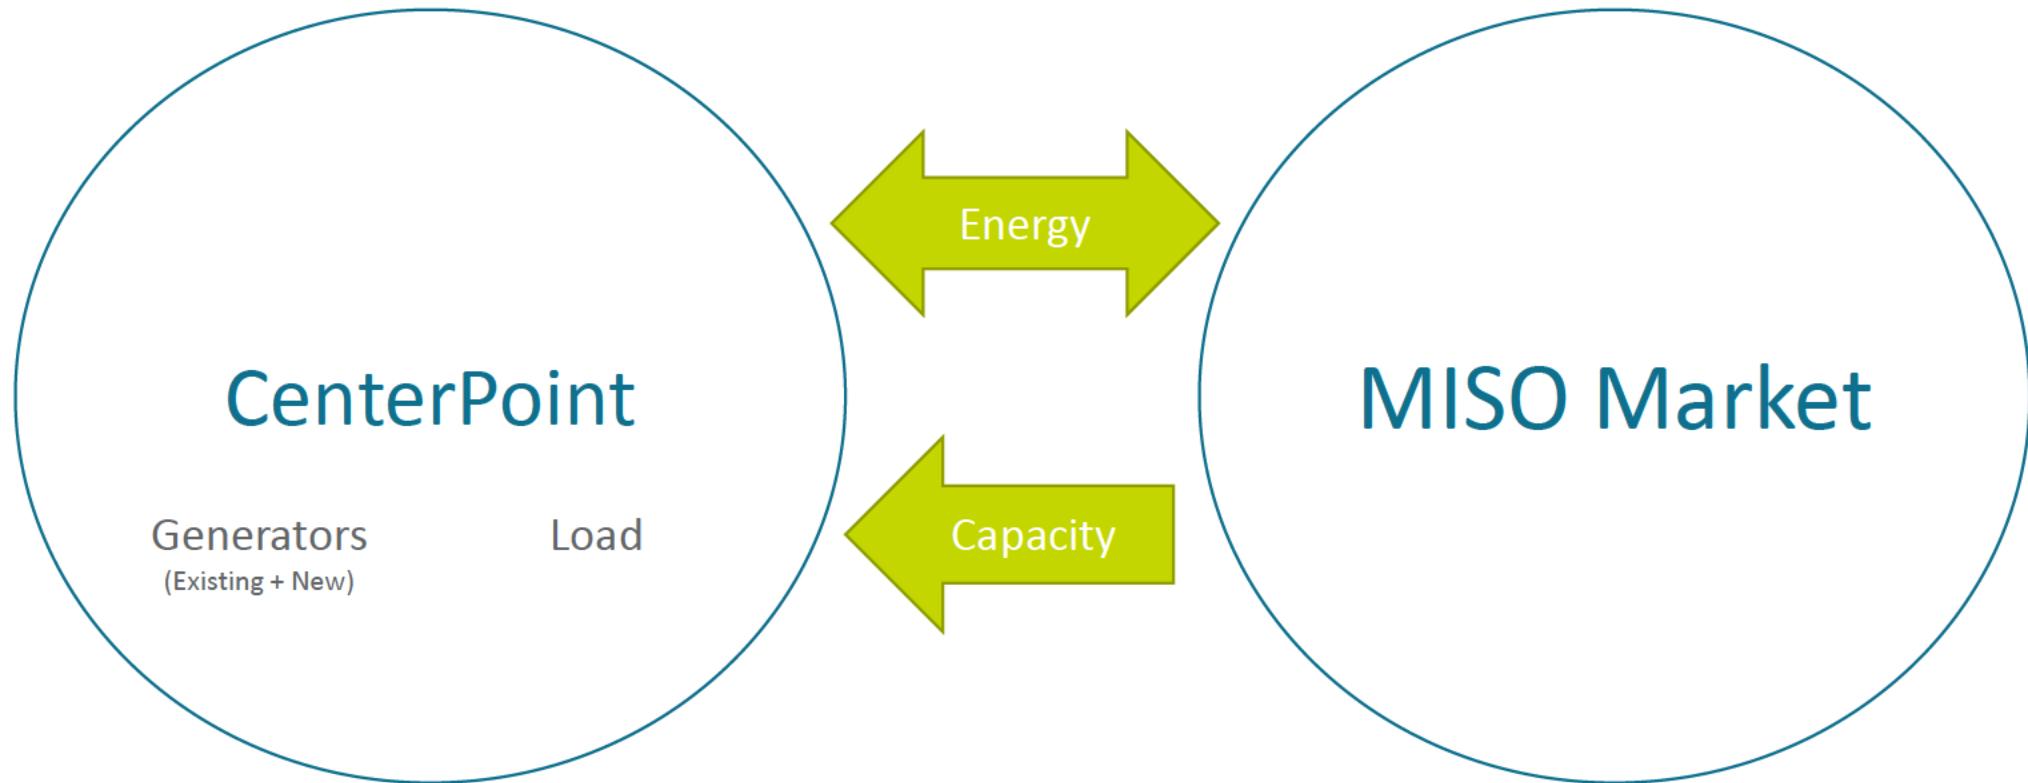 Energy
CenterPoint
MISO Market
Generators
(Existing + New)
Load
Capacity